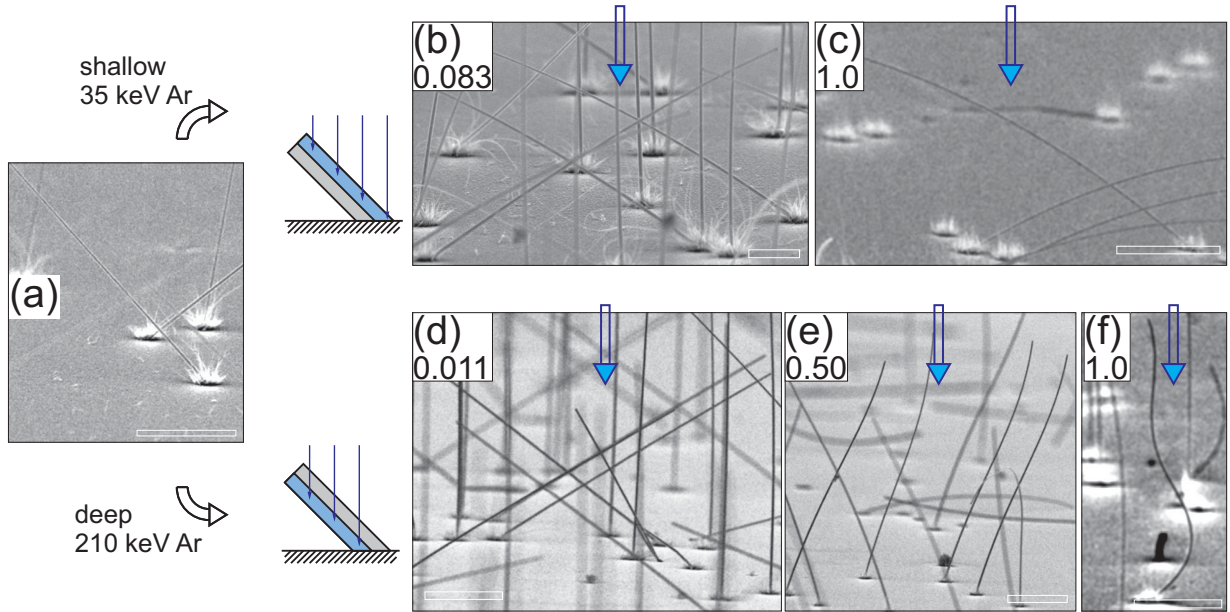 shallow
35 keV Ar
(a)
deep
210 keV Ar
(b)
0.083
(c)
1.0
(d)
0.011
(e)
0.50
(f)
1.0